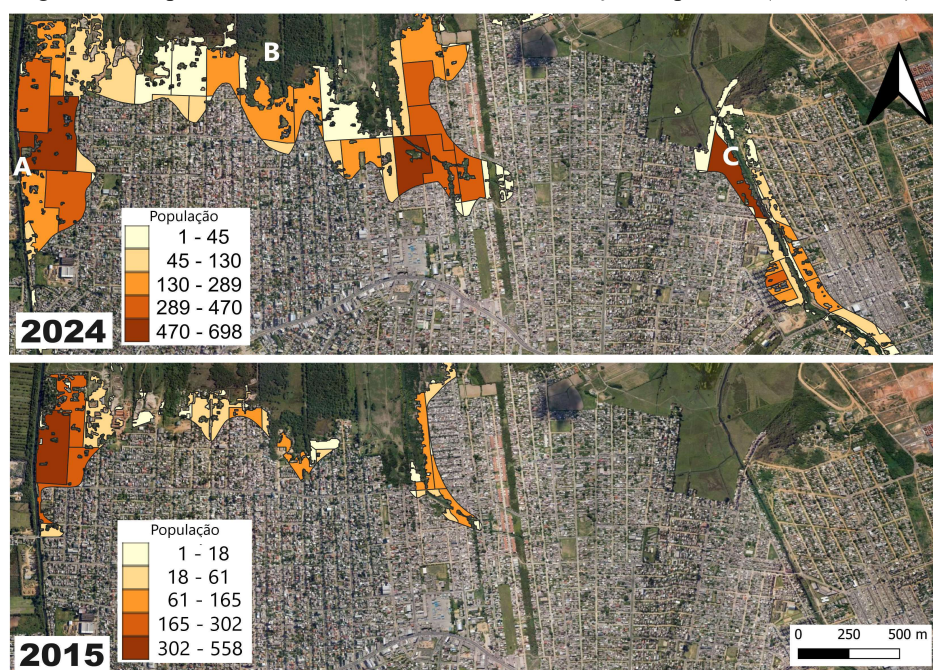 B
A
C
População
1 - 45
45 - 130
130 - 289
289 - 470
470 - 698
2024
População
1 - 18
18 - 61
61 - 165
165 - 302
302 - 558
2015
0 250 500 m